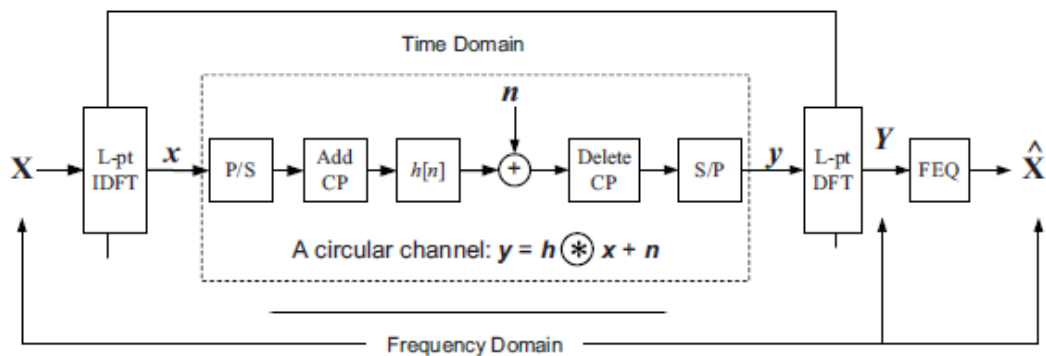 Time Domain
n
X
L-pt
IDFT
x
P/S
Add
CP
h[n]
+
Delete
CP
S/P
y
L-pt
DFT
Y
FEQ
X̂
A circular channel: y = h ⊛ x + n
Frequency Domain